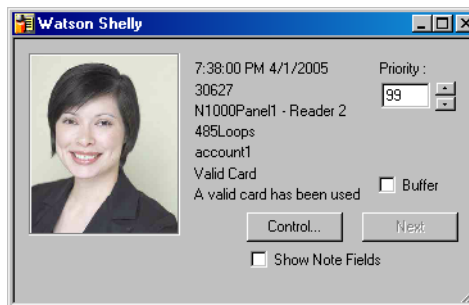 Watson Shelly
7:38:00 PM 4/1/2005
Priority :
30627
99
N1000Panel1 - Reader 2
485Loops
account1
Valid Card
A valid card has been used
Buffer
Control...
Next
Show Note Fields